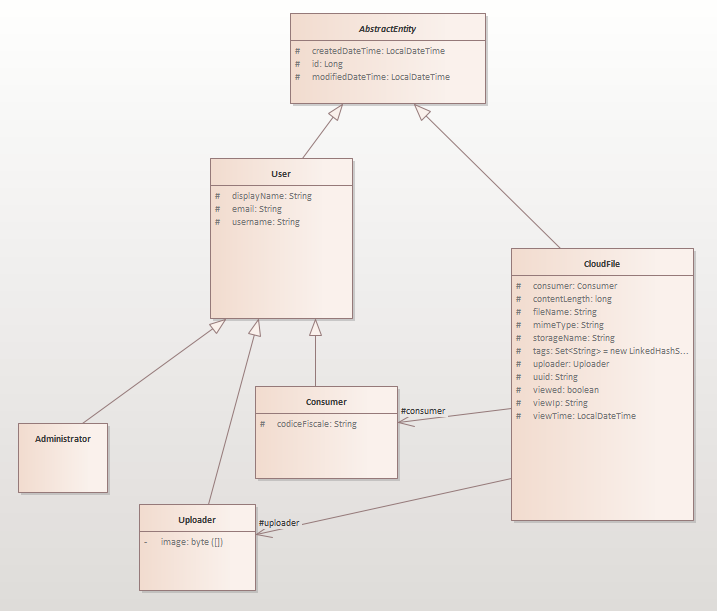 AbstractEntity
# createdDateTime: LocalDateTime
# id: Long
# modifiedDateTime: LocalDateTime
User
# displayName: String
# email: String
# username: String
CloudFile
# consumer: Consumer
# contentLength: long
# fileName: String
# mimeType: String
# storageName: String
# tags: Set<String> = new LinkedHashS...
# uploader: Uploader
# uuid: String
# viewed: boolean
# viewIp: String
# viewTime: LocalDateTime
Consumer
# codiceFiscale: String
#consumer
Administrator
Uploader
- image: byte ([])
#uploader